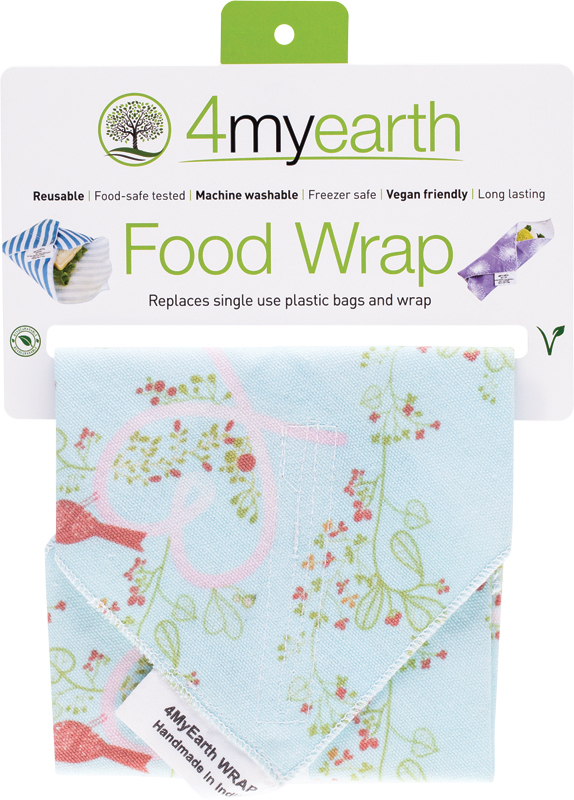 4myearth
Reusable | Food-safe tested | Machine washable | Freezer safe | Vegan friendly | Long lasting
Food Wrap
Replaces single use plastic bags and wrap
4MyEarth WRAP
Handmade In Indi